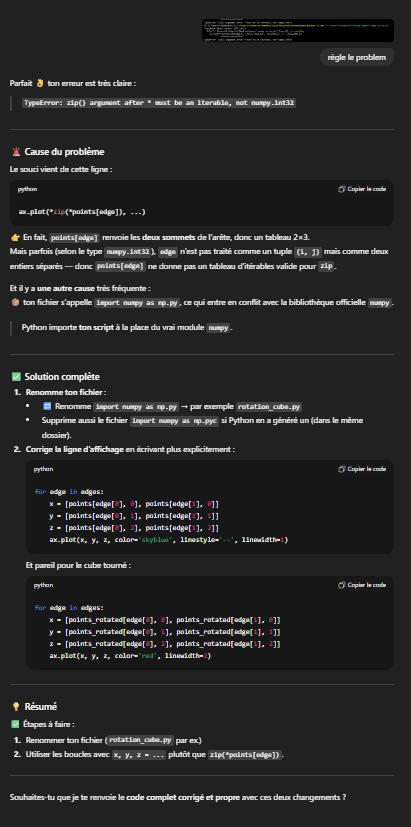 règle le problem
Parfait 👌 ton erreur est très claire :
TypeError: zip() argument after * must be an iterable, not numpy.int32
🚨 Cause du problème
Le souci vient de cette ligne :
python
Copier le code
ax.plot(*zip(*points[edge]), ...)
👉 En fait, points[edge] renvoie les deux sommets de l'arête, donc un tableau 2×3.
Mais parfois (selon le type numpy.int32), edge n'est pas traité comme un tuple (i, j) mais comme deux
entiers séparés — donc points[edge] ne donne pas un tableau d'itérables valide pour zip.
Et il y a une autre cause très fréquente :
ton fichier s'appelle import numpy as np.py, ce qui entre en conflit avec la bibliothèque officielle numpy.
Python importe ton script à la place du vrai module numpy.
✅ Solution complète
1. Renomme ton fichier :
• Renomme import numpy as np.py → par exemple rotation_cube.py
• Supprime aussi le fichier import numpy as np.pyc si Python en a généré un (dans le même
dossier).
2. Corrige la ligne d'affichage en écrivant plus explicitement :
python
Copier le code
for edge in edges:
x = [points[edge[0], 0], points[edge[1], 0]]
y = [points[edge[0], 1], points[edge[1], 1]]
z = [points[edge[0], 2], points[edge[1], 2]]
ax.plot(x, y, z, color='skyblue', linestyle='--', linewidth=1)
Et pareil pour le cube tourné :
python
Copier le code
for edge in edges:
x = [points_rotated[edge[0], 0], points_rotated[edge[1], 0]]
y = [points_rotated[edge[0], 1], points_rotated[edge[1], 1]]
z = [points_rotated[edge[0], 2], points_rotated[edge[1], 2]]
ax.plot(x, y, z, color='red', linewidth=2)
💡 Résumé
✅ Étapes à faire :
1. Renommer ton fichier (rotation_cube.py par ex.)
2. Utiliser les boucles avec x, y, z = ... plutôt que zip(*points[edge]).
Souhaites-tu que je te renvoie le code complet corrigé et propre avec ces deux changements ?